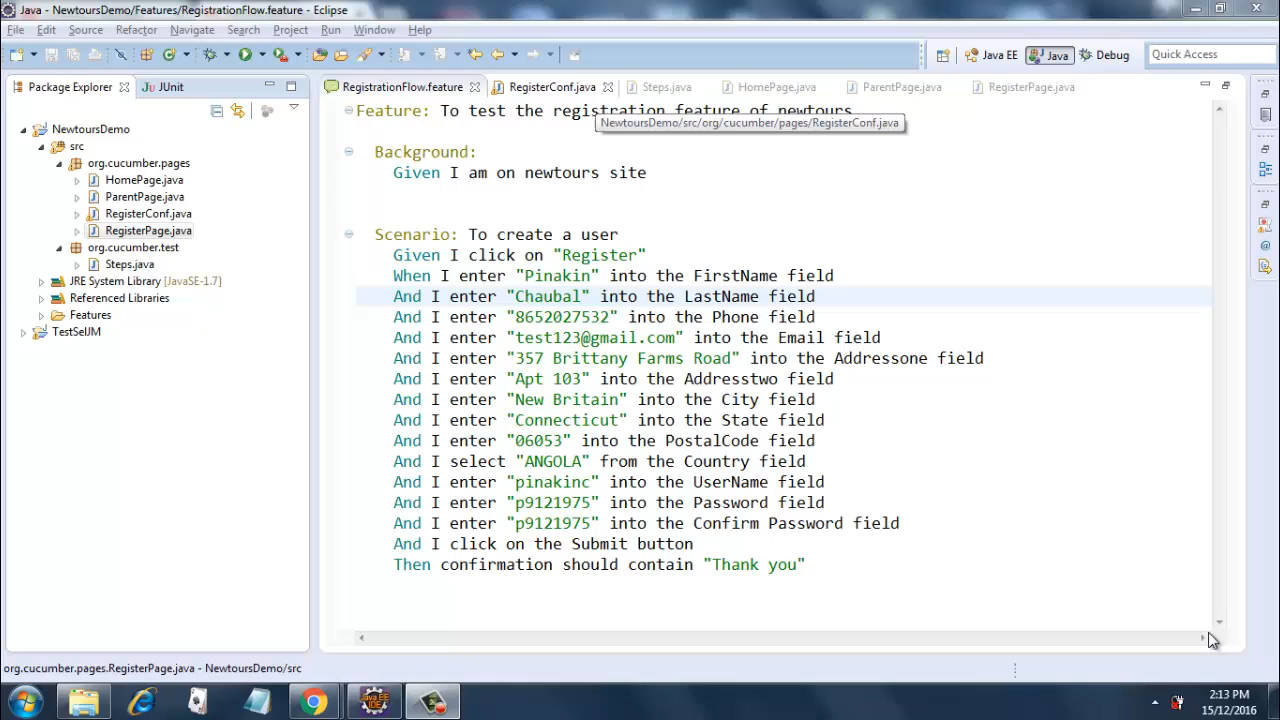 Java - NewtoursDemo/Features/RegistrationFlow.feature - Eclipse
File Edit Source Refactor Navigate Search Project Run Window Help
Java EE Java Debug Quick Access
Package Explorer JUnit
RegistrationFlow.feature RegisterConf.java Steps.java HomePage.java ParentPage.java RegisterPage.java
NewtoursDemo
src
org.cucumber.pages
HomePage.java
ParentPage.java
RegisterConf.java
RegisterPage.java
org.cucumber.test
Steps.java
JRE System Library [JavaSE-1.7]
Referenced Libraries
Features
TestSelJM
Feature: To test the registration feature of newtours
NewtoursDemo/src/org/cucumber/pages/RegisterConf.java
Background:
Given I am on newtours site
Scenario: To create a user
Given I click on "Register"
When I enter "Pinakin" into the FirstName field
And I enter "Chaubal" into the LastName field
And I enter "8652027532" into the Phone field
And I enter "test123@gmail.com" into the Email field
And I enter "357 Brittany Farms Road" into the Addressone field
And I enter "Apt 103" into the Addresstwo field
And I enter "New Britain" into the City field
And I enter "Connecticut" into the State field
And I enter "06053" into the PostalCode field
And I select "ANGOLA" from the Country field
And I enter "pinakinc" into the UserName field
And I enter "p9121975" into the Password field
And I enter "p9121975" into the Confirm Password field
And I click on the Submit button
Then confirmation should contain "Thank you"
org.cucumber.pages.RegisterPage.java - NewtoursDemo/src
Java EE
IDE
2:13 PM
15/12/2016